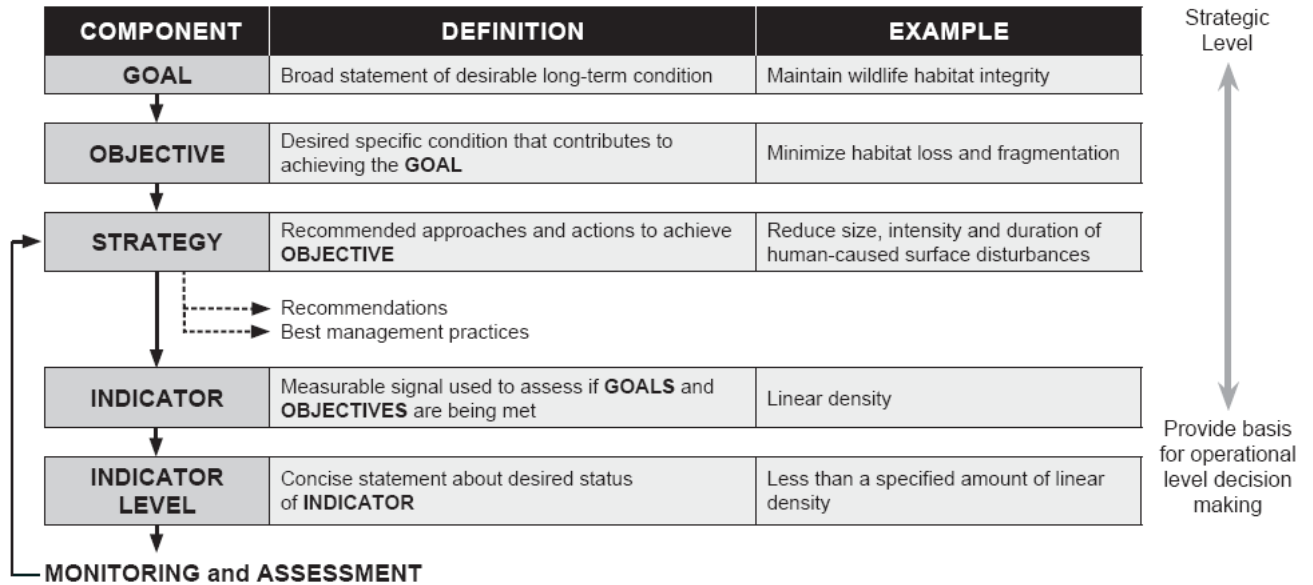 COMPONENT DEFINITION EXAMPLE
GOAL Broad statement of desirable long-term condition Maintain wildlife habitat integrity
OBJECTIVE
Desired specific condition that contributes to
achieving the GOAL
Minimize habitat loss and fragmentation
STRATEGY
Recommended approaches and actions to achieve
OBJECTIVE
Reduce size, intensity and duration of
human-caused surface disturbances
Recommendations
Best management practices
INDICATOR
Measurable signal used to assess if GOALS and
OBJECTIVES are being met
Linear density
INDICATOR
LEVEL
Concise statement about desired status
of INDICATOR
Less than a specified amount of linear
density
MONITORING and ASSESSMENT
Strategic
Level
Provide basis
for operational
level decision
making